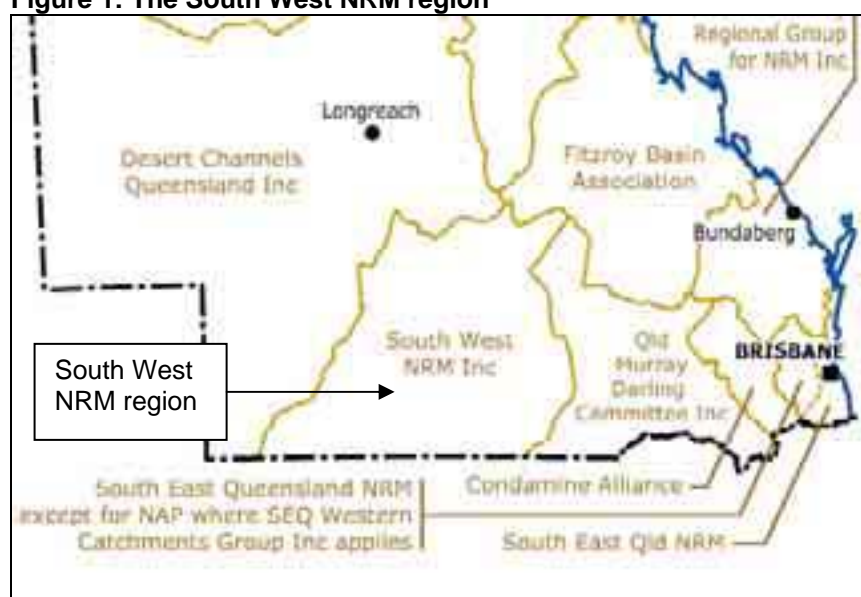 Figure 1: The South West NRM region
Regional Group
for NRM Inc
Longreach
Desert Channels
Queensland Inc
Fitzroy Basin
Association
Bundaberg
South West
NRM Inc
Qld
Murray
Darling
Committee Inc
BRISBANE
South West
NRM region
South East Queensland NRM
except for NAP where SEQ Western
Catchments Group Inc applies
Condamine Alliance
South East Qld NRM